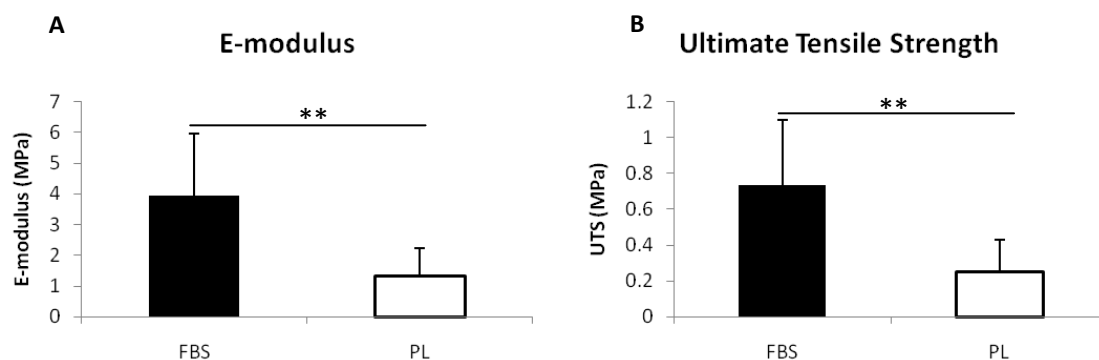 A
E-modulus
E-modulus (MPa)
7
6
5
4
3
2
1
0
**
FBS
PL
B
Ultimate Tensile Strength
UTS (MPa)
1.2
1
0.8
0.6
0.4
0.2
0
**
FBS
PL